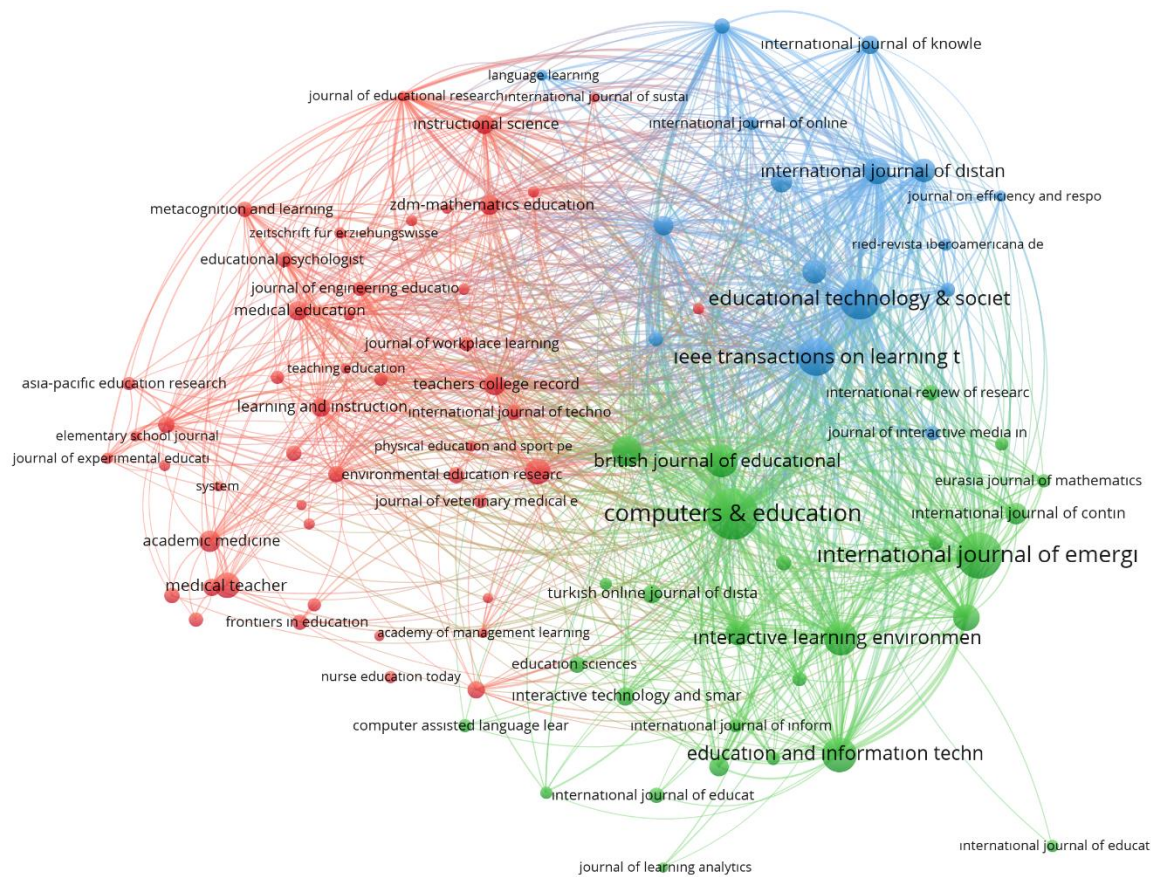 international journal of knowle
language learning
journal of educational research
international journal of sustai
instructional science
international journal of online
international journal of distan
journal on efficiency and respo
metacognition and learning
zdm-mathematics education
zeitschrift fur erziehungswisse
ried-revista iberoamericana de
educational psychologist
journal of engineering educatio
educational technology & societ
medical education
journal of workplace learning
ieee transactions on learning t
teaching education
asia-pacific education research
teachers college record
international review of researc
learning and instruction
international journal of techno
elementary school journal
journal of interactive media in
physical education and sport pe
journal of experimental educati
british journal of educational
environmental education researc
eurasia journal of mathematics
system
journal of veterinary medical e
computers & education
international journal of contin
academic medicine
international journal of emergi
medical teacher
turkish online journal of dista
frontiers in education
academy of management learning
interactive learning environmen
education sciences
nurse education today
interactive technology and smar
computer assisted language lear
international journal of inform
education and information techn
international journal of educat
international journal of educat
journal of learning analytics